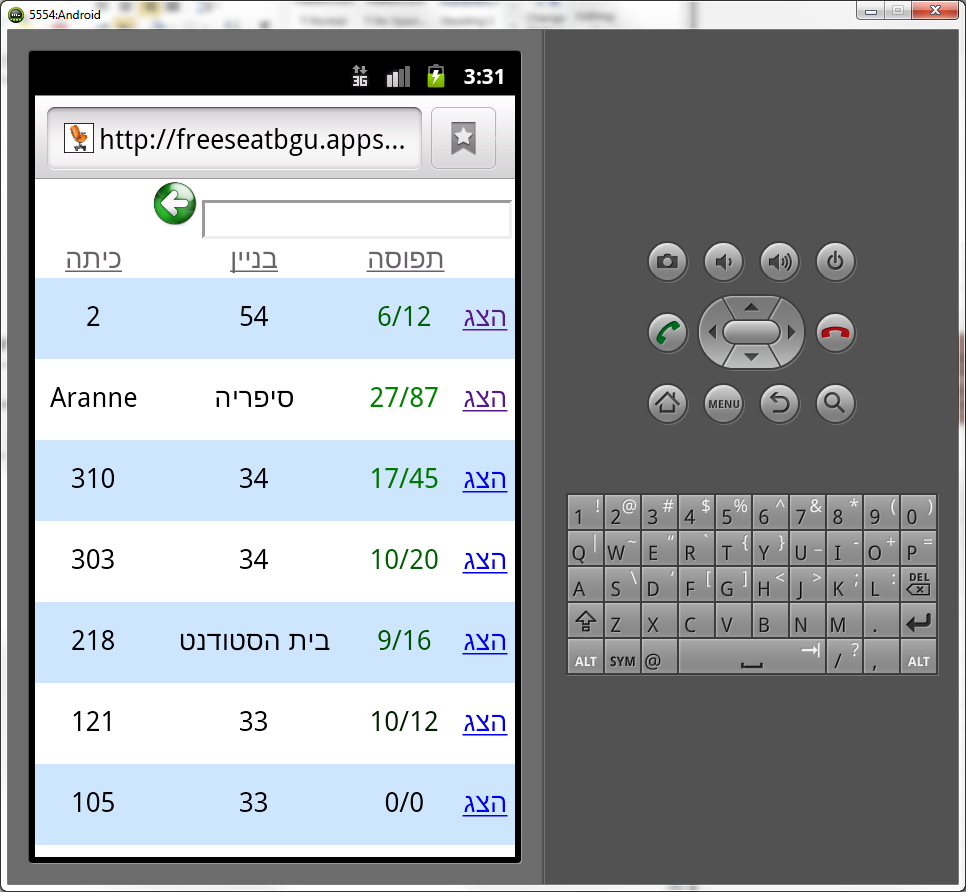 5554:Android
3G 3:31
http://freeseatbgu.apps...
תפוסה בניין כיתה
הצג 6/12 54 2
הצג 27/87 סיפריה Aranne
הצג 17/45 34 310
הצג 10/20 34 303
הצג 9/16 בית הסטודנט 218
הצג 10/12 33 121
הצג 0/0 33 105
MENU
1 ! 2 @ 3 # 4 $ 5 % 6 ^ 7 & 8 * 9 ( 0 )
Q | W ~ E " R ` T { Y } U _ I - O + P =
A S \ D ' F [ G ] H < J > K ; L : DEL
Z X C V B N M .
ALT SYM @ / ? , ALT